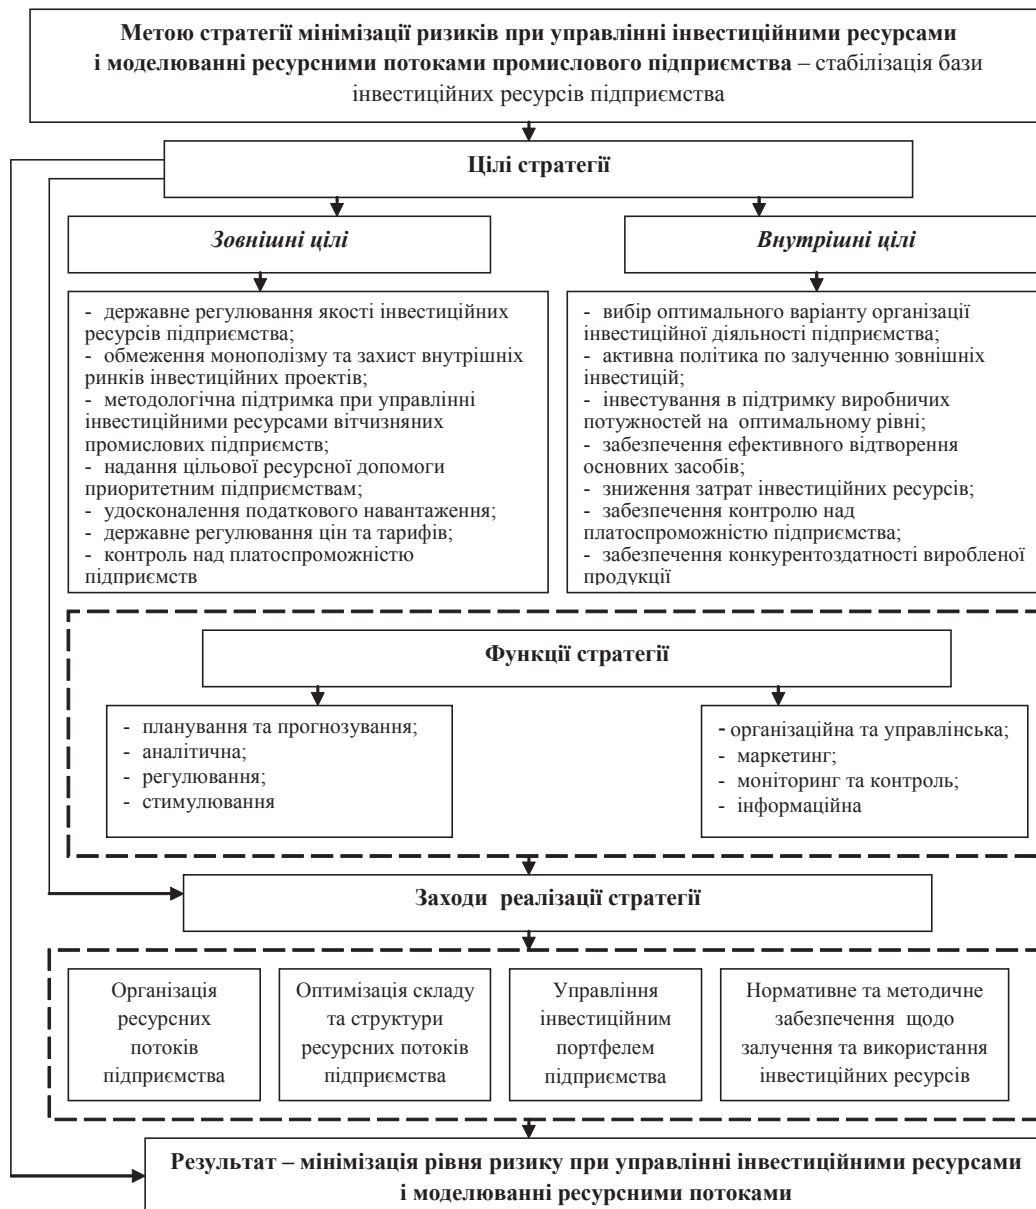 Метою стратегії мінімізації ризиків при управлінні інвестиційними ресурсами
і моделюванні ресурсними потоками промислового підприємства – стабілізація бази
інвестиційних ресурсів підприємства
Цілі стратегії
Зовнішні цілі
Внутрішні цілі
- державне регулювання якості інвестиційних
ресурсів підприємства;
- обмеження монополізму та захист внутрішніх
ринків інвестиційних проектів;
- методологічна підтримка при управлінні
інвестиційними ресурсами вітчизняних
промислових підприємств;
- надання цільової ресурсної допомоги
приоритетним підприємствам;
- удосконалення податкового навантаження;
- державне регулювання цін та тарифів;
- контроль над платоспроможністю
підприємств
- вибір оптимального варіанту організації
інвестиційної діяльності підприємства;
- активна політика по залученню зовнішніх
інвестицій;
- інвестування в підтримку виробничих
потужностей на оптимальному рівні;
- забезпечення ефективного відтворення
основних засобів;
- зниження затрат інвестиційних ресурсів;
- забезпечення контролю над
платоспроможністю підприємства;
- забезпечення конкурентоздатності виробленої
продукції
Функції стратегії
- планування та прогнозування;
- аналітична;
- регулювання;
- стимулювання
- організаційна та управлінська;
- маркетинг;
- моніторинг та контроль;
- інформаційна
Заходи реалізації стратегії
Організація
ресурсних
потоків
підприємства
Оптимізація складу
та структури
ресурсних потоків
підприємства
Управління
інвестиційним
портфелем
підприємства
Нормативне та методичне
забезпечення щодо
залучення та використання
інвестиційних ресурсів
Результат – мінімізація рівня ризику при управлінні інвестиційними ресурсами
і моделюванні ресурсними потоками